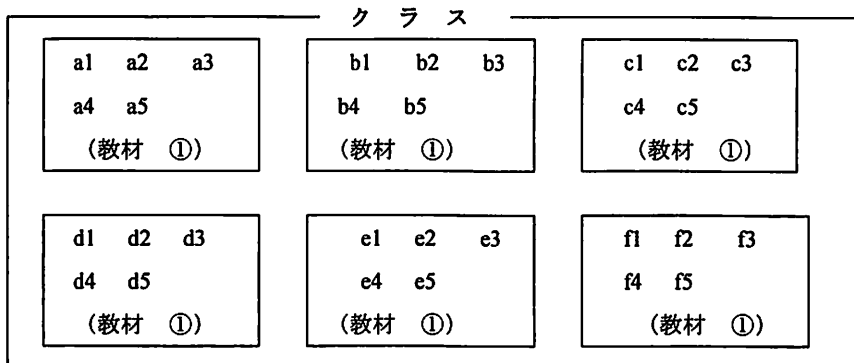 クラス
a1 a2 a3
a4 a5
(教材 ①)
b1 b2 b3
b4 b5
(教材 ①)
c1 c2 c3
c4 c5
(教材 ①)
d1 d2 d3
d4 d5
(教材 ①)
e1 e2 e3
e4 e5
(教材 ①)
f1 f2 f3
f4 f5
(教材 ①)